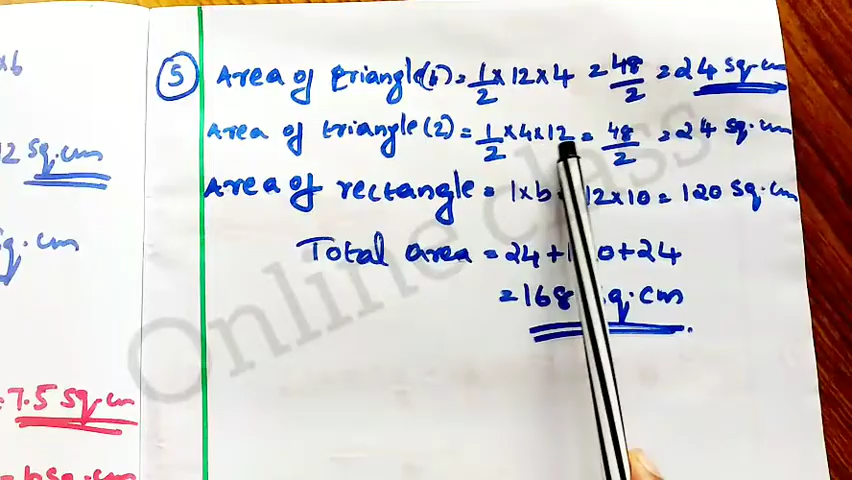 ×b
12 sq.cm
sq.cm
= 7.5 sq.cm
5 Area of triangle(1) = 1/2 × 12 × 4 = 48/2 = 24 sq.cm
Area of triangle(2) = 1/2 × 4 × 12 = 48/2 = 24 sq.cm
Area of rectangle = l×b 12×10 = 120 sq.cm
Total area = 24 + 1 0 + 24
= 168 q.cm
Online class